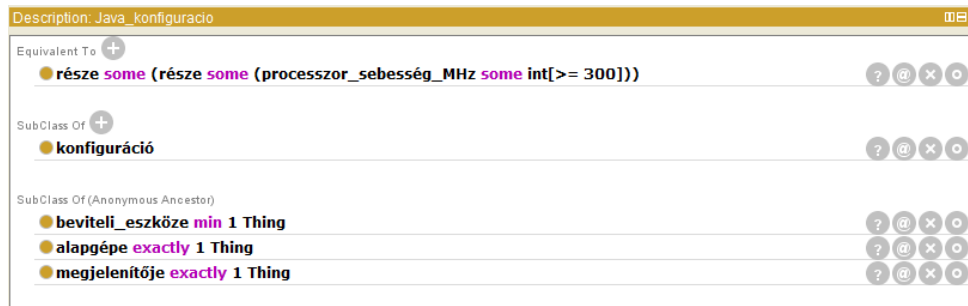 Description: Java_konfiguracio
Equivalent To
része some (része some (processzor_sebesség_MHz some int[>= 300]))
SubClass Of
konfiguráció
SubClass Of (Anonymous Ancestor)
beviteli_eszköze min 1 Thing
alapgépe exactly 1 Thing
megjelenítője exactly 1 Thing